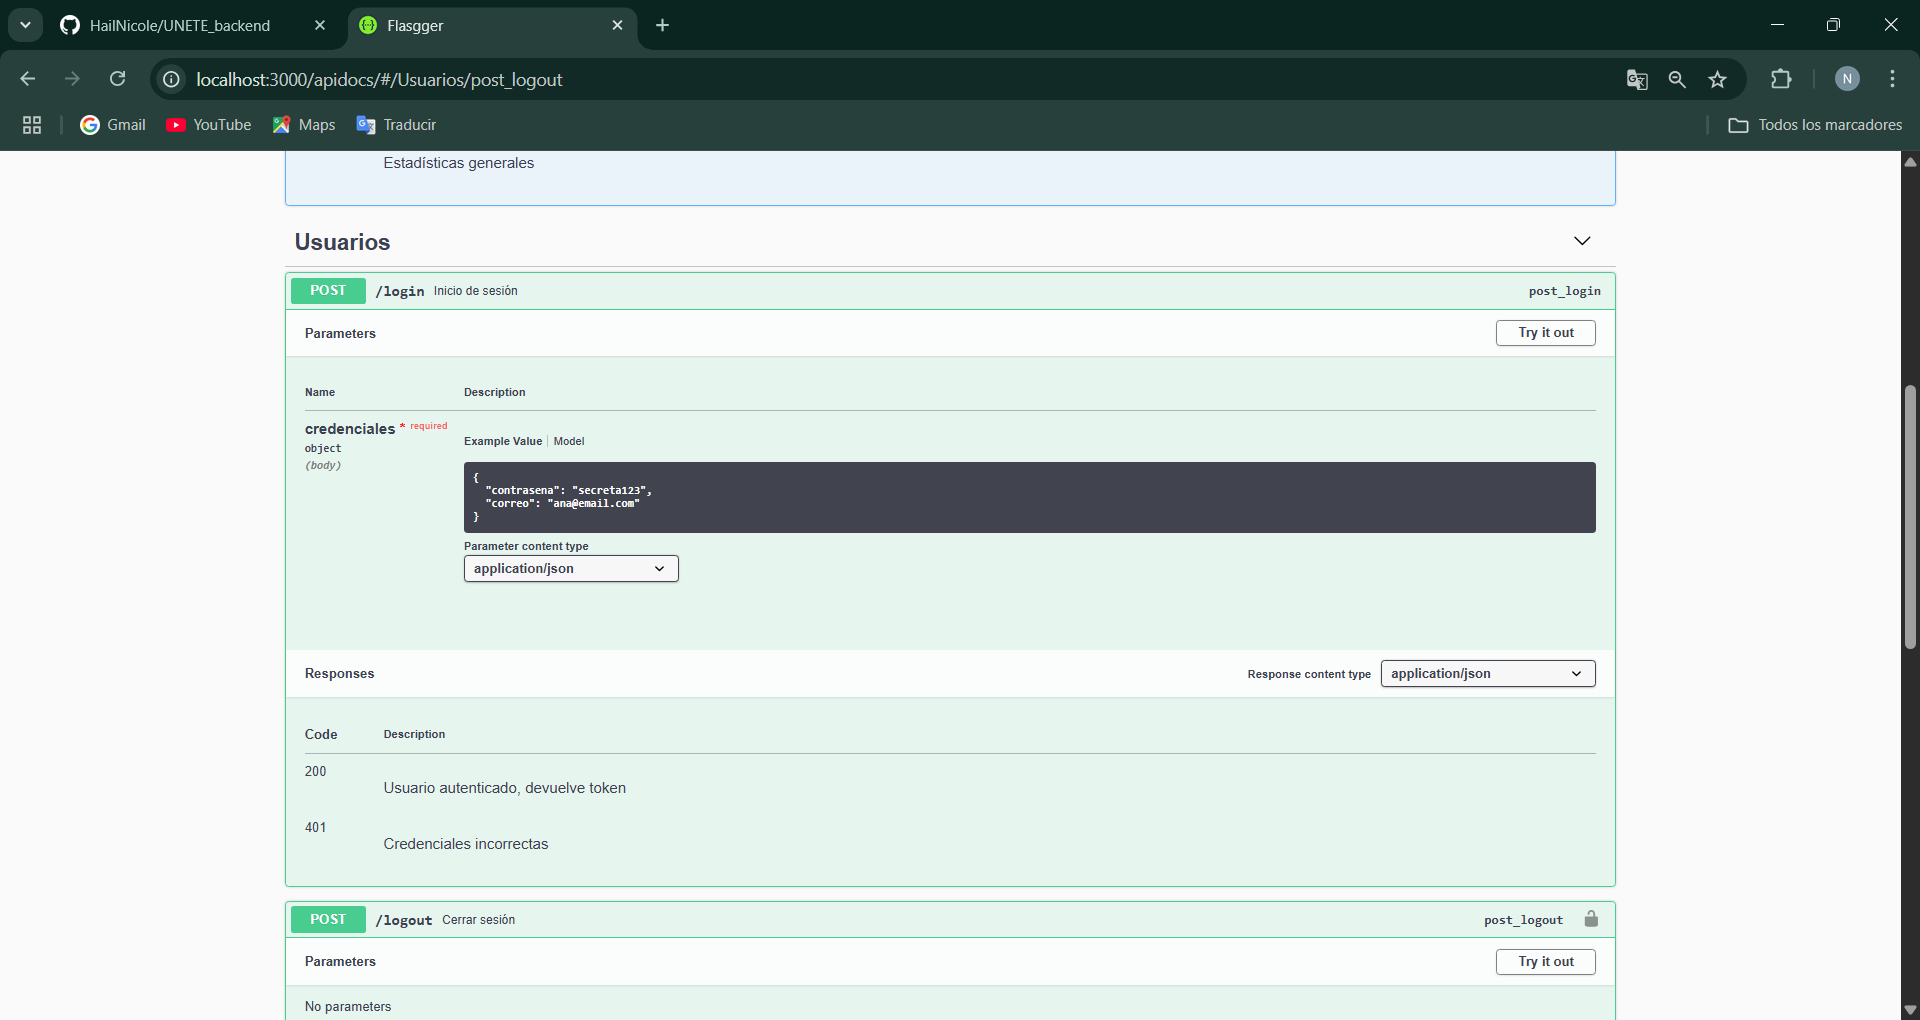 HailNicole/UNETE_backend
Flasgger
localhost:3000/apidocs/#/Usuarios/post_logout
N
Gmail
YouTube
Maps
Traducir
Todos los marcadores
Estadísticas generales
Usuarios
POST /login Inicio de sesión post_login
Parameters Try it out
Name Description
credenciales * required
object
(body)
Example Value Model
{
"contrasena": "secreta123",
"correo": "ana@email.com"
}
Parameter content type
application/json
Responses Response content type application/json
Code Description
200
Usuario autenticado, devuelve token
401
Credenciales incorrectas
POST /logout Cerrar sesión post_logout
Parameters Try it out
No parameters